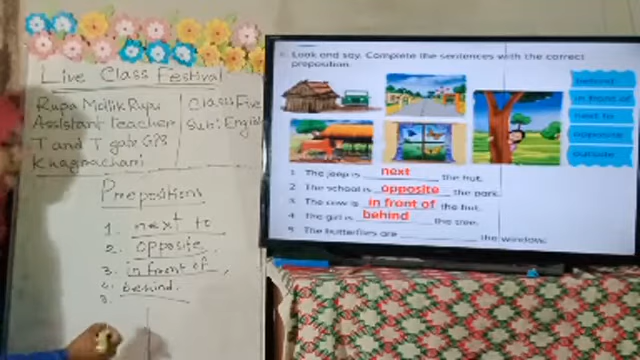 Live Class Festival
Rupa Mallik Rupu
Assistant teacher
T and T gate GPS
Khagrachari
Class: Five
Sub: English
Prepositions
1. next to
2. opposite
3. in front of,
4. behind.
5.
Look and say. Complete the sentences with the correct
preposition.
behind
in front of
next to
opposite
outside
1. The jeep is next the hut.
2. The school is opposite the park.
3. The cow is in front of the hut.
4. The girl is behind the tree.
5. The butterflies are ________ the window.